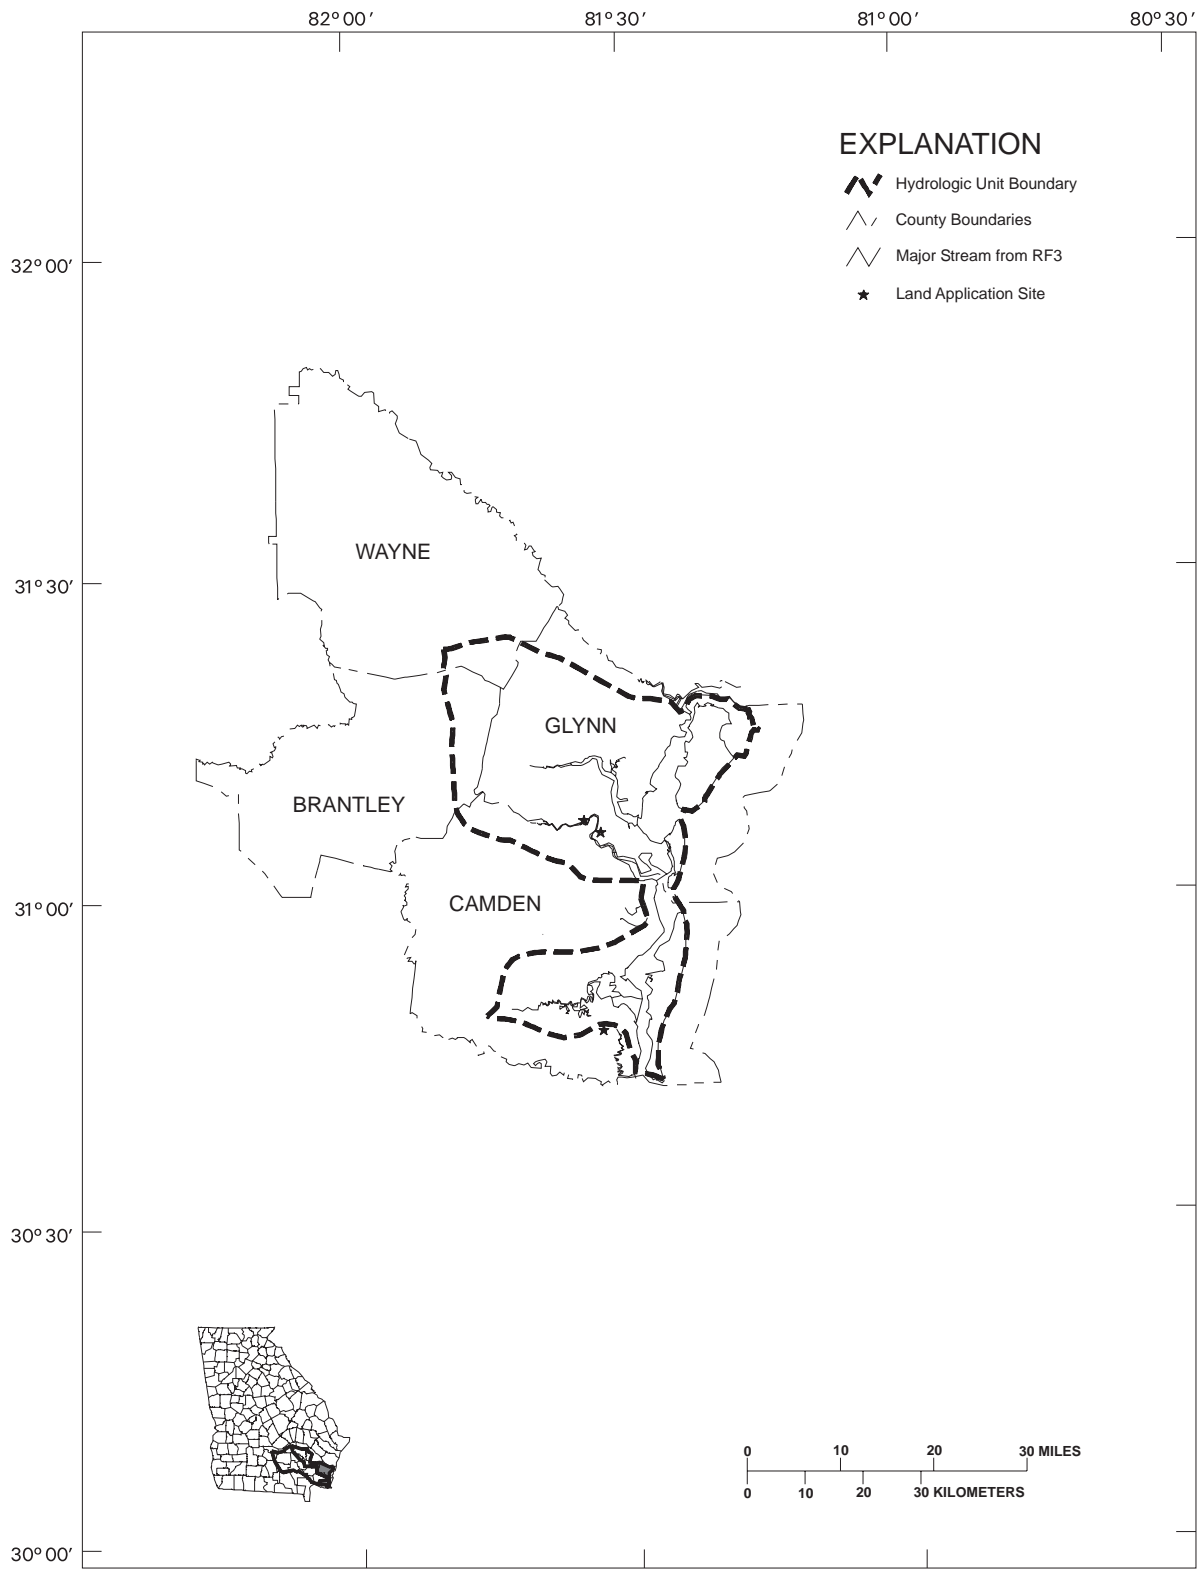 82° 00′ 81° 30′ 81° 00′ 80° 30′
EXPLANATION
Hydrologic Unit Boundary
County Boundaries
Major Stream from RF3
Land Application Site
32° 00′
WAYNE
31° 30′
GLYNN
BRANTLEY
CAMDEN
31° 00′
30° 30′
0 10 20 30 MILES
0 10 20 30 KILOMETERS
30° 00′